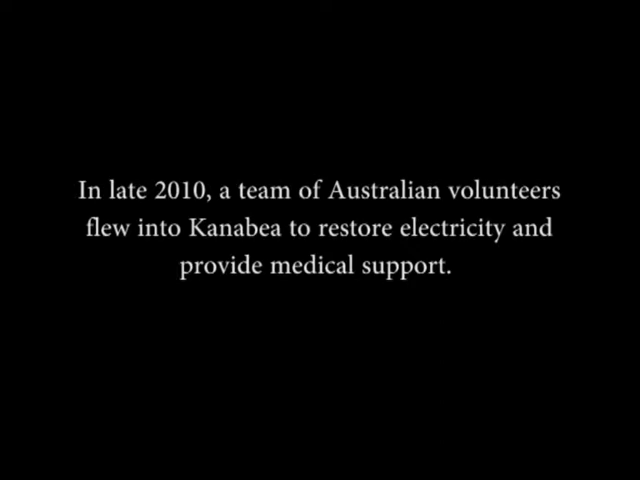 In late 2010, a team of Australian volunteers
flew into Kanabea to restore electricity and
provide medical support.